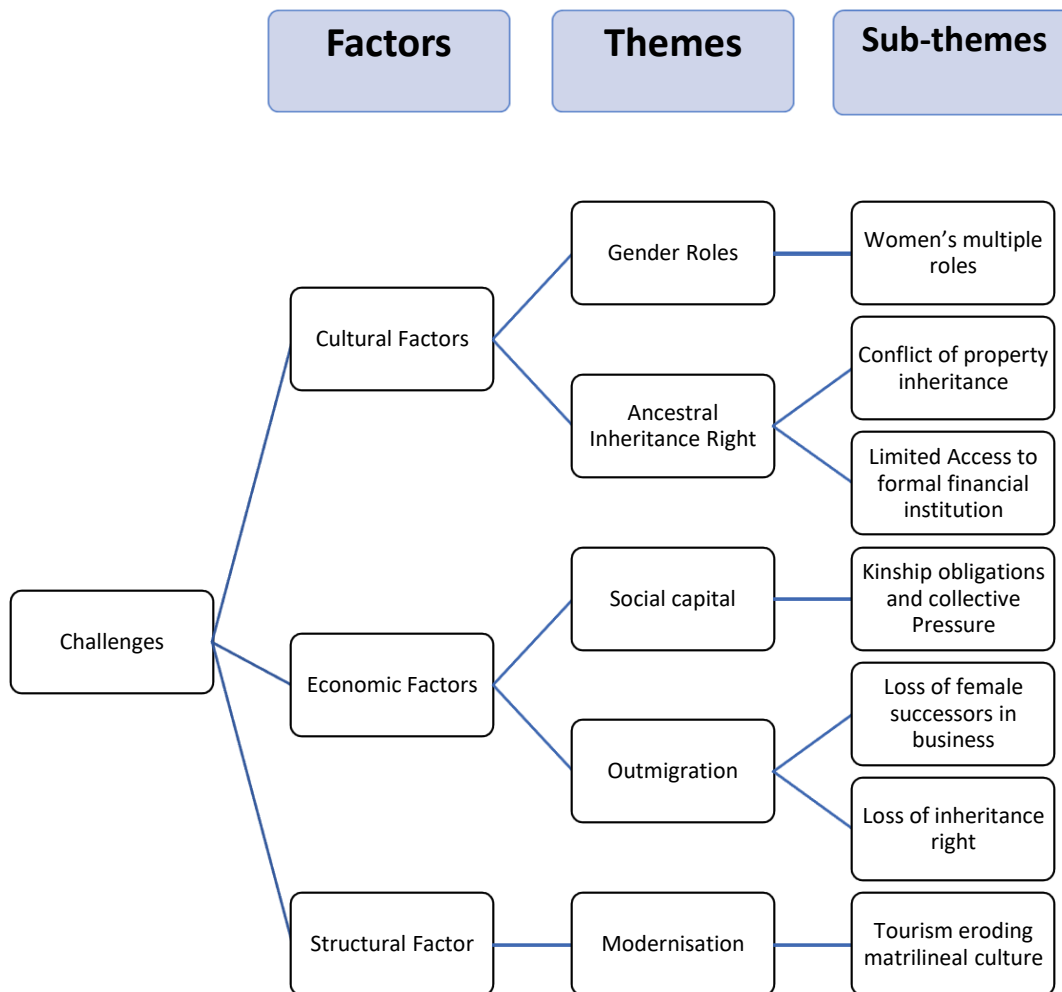 Factors
Themes
Sub-themes
Gender Roles
Women’s multiple
roles
Cultural Factors
Conflict of property
inheritance
Ancestral
Inheritance Right
Limited Access to
formal financial
institution
Challenges
Social capital
Kinship obligations
and collective
Pressure
Economic Factors
Loss of female
successors in
business
Outmigration
Loss of inheritance
right
Structural Factor
Modernisation
Tourism eroding
matrilineal culture